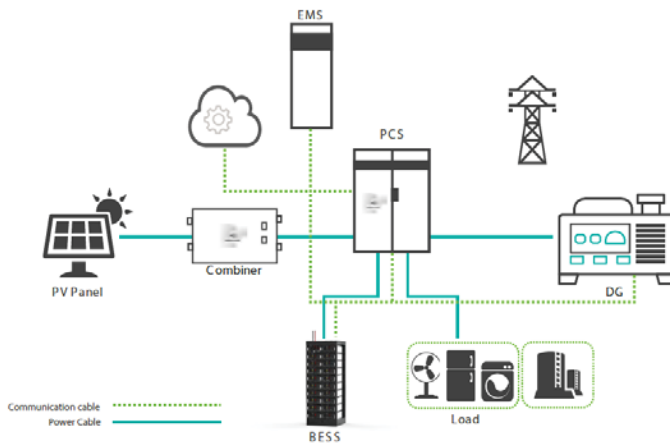 EMS
PCS
PV Panel
Combiner
DG
Load
BESS
Communication cable
Power Cable